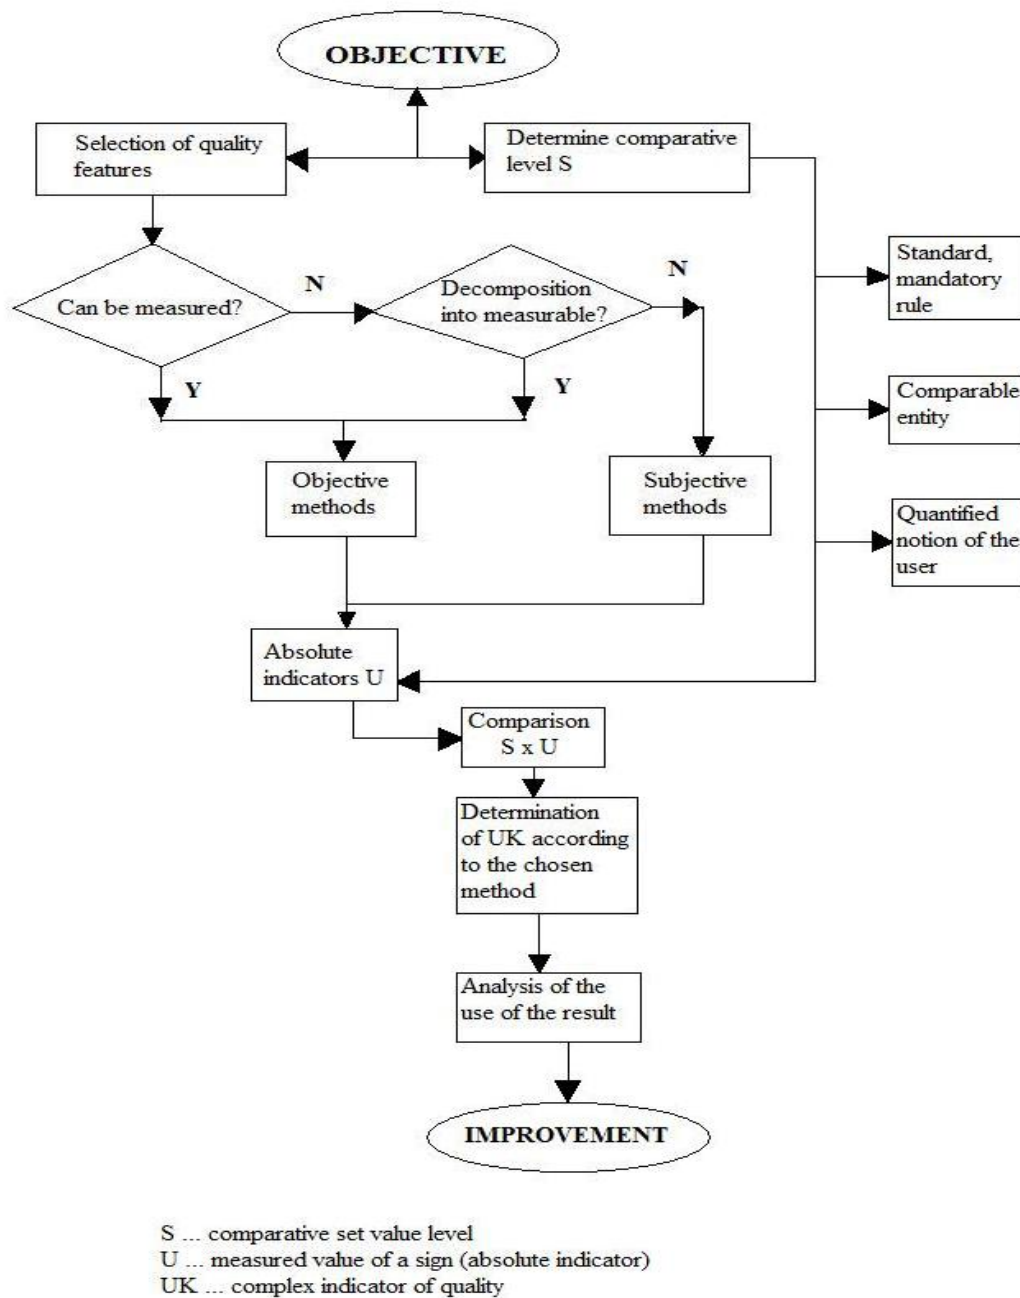 OBJECTIVE
Selection of quality
features
Determine comparative
level S
Can be measured?
N
Decomposition
into measurable?
N
Standard,
mandatory
rule
Y
Y
Comparable
entity
Objective
methods
Subjective
methods
Quantified
notion of the
user
Absolute
indicators U
Comparison
S x U
Determination
of UK according
to the chosen
method
Analysis of the
use of the result
IMPROVEMENT
S ... comparative set value level
U ... measured value of a sign (absolute indicator)
UK ... complex indicator of quality